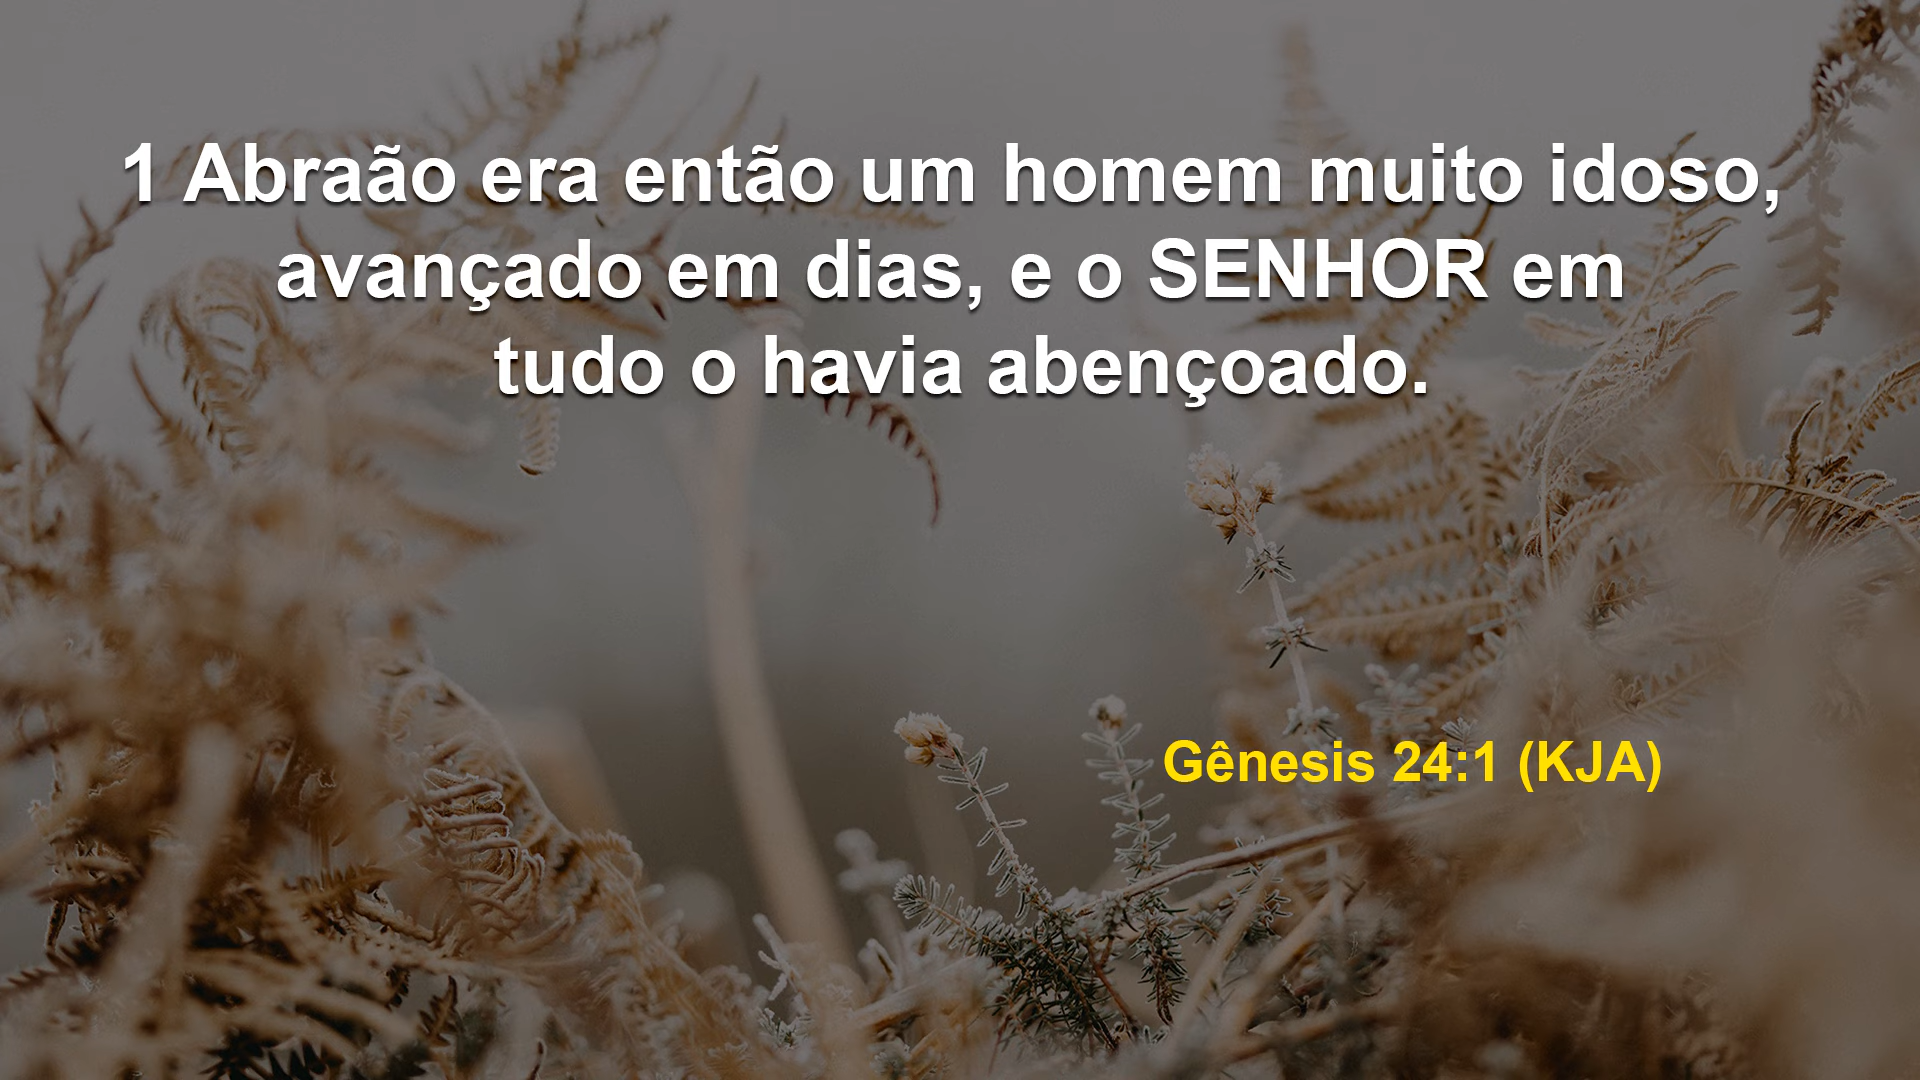 1 Abraão era então um homem muito idoso,
avançado em dias, e o SENHOR em
tudo o havia abençoado.
Gênesis 24:1 (KJA)